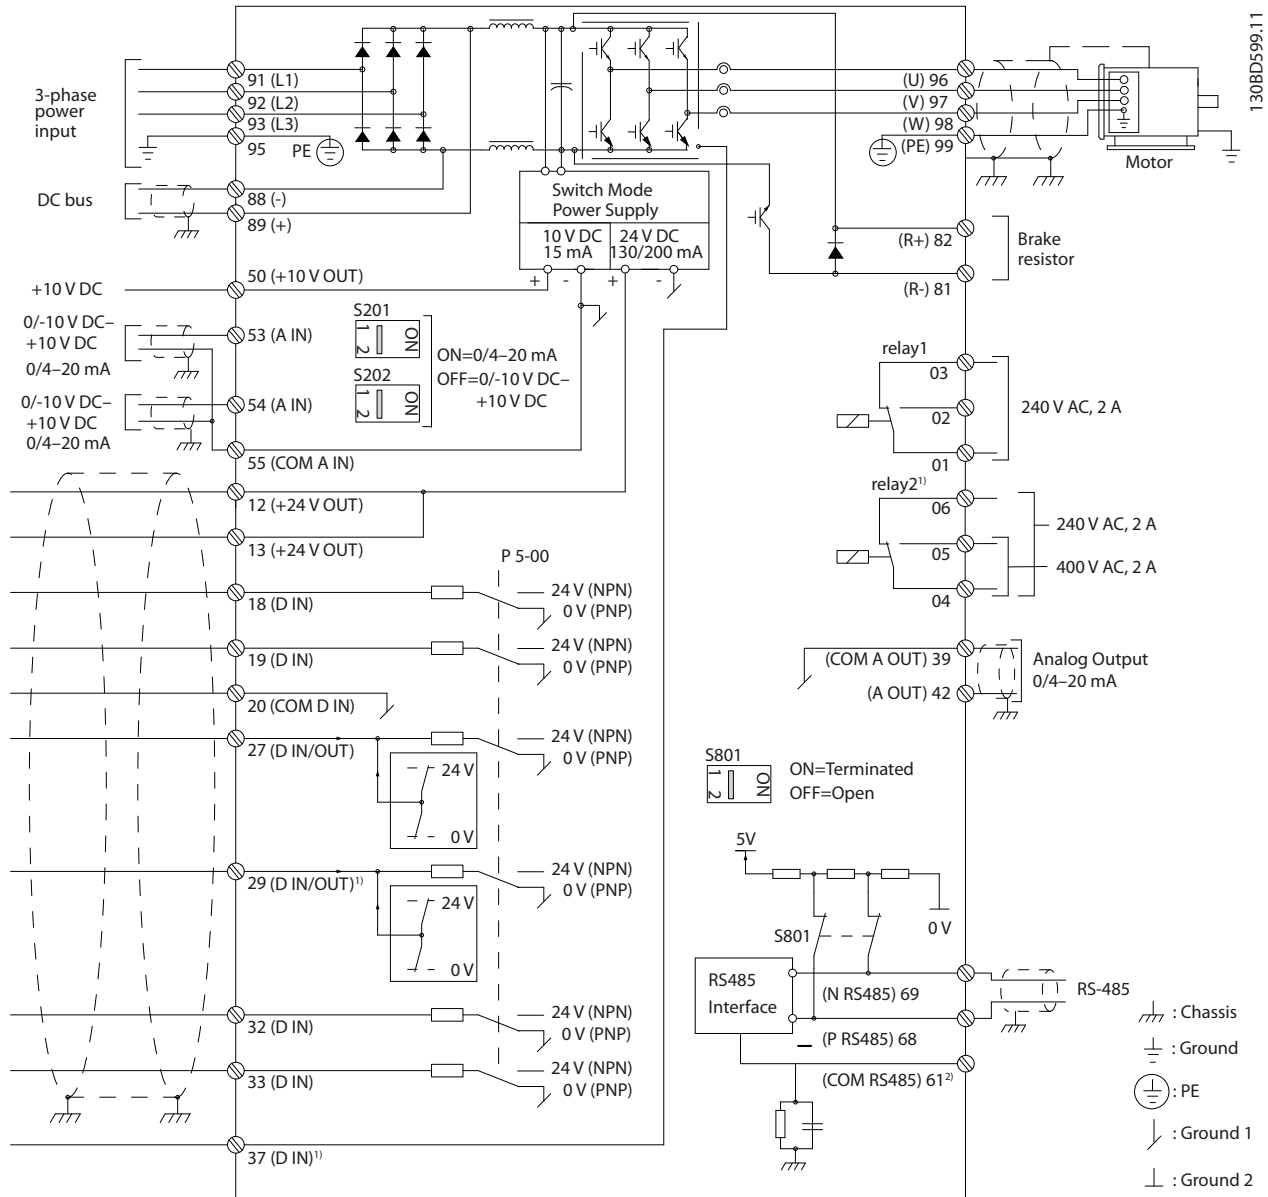 130BD599.11
3-phase
power
input
91 (L1)
92 (L2)
93 (L3)
95
PE
(U) 96
(V) 97
(W) 98
(PE) 99
Motor
DC bus
88 (-)
89 (+)
Switch Mode
Power Supply
10 V DC
15 mA
24 V DC
130/200 mA
+ - + -
(R+) 82
(R-) 81
Brake
resistor
+10 V DC
50 (+10 V OUT)
0/-10 V DC–
+10 V DC
0/4–20 mA
53 (A IN)
S201
1 2
ON
S202
1 2
ON
ON=0/4–20 mA
OFF=0/-10 V DC–
+10 V DC
0/-10 V DC–
+10 V DC
0/4–20 mA
54 (A IN)
55 (COM A IN)
relay1
03
02
01
240 V AC, 2 A
relay2¹⁾
06
05
04
240 V AC, 2 A
400 V AC, 2 A
12 (+24 V OUT)
13 (+24 V OUT)
P 5-00
18 (D IN)
24 V (NPN)
0 V (PNP)
19 (D IN)
24 V (NPN)
0 V (PNP)
20 (COM D IN)
27 (D IN/OUT)
24 V (NPN)
0 V (PNP)
24 V
0 V
29 (D IN/OUT)¹⁾
24 V (NPN)
0 V (PNP)
24 V
0 V
32 (D IN)
24 V (NPN)
0 V (PNP)
33 (D IN)
24 V (NPN)
0 V (PNP)
37 (D IN)¹⁾
(COM A OUT) 39
(A OUT) 42
Analog Output
0/4–20 mA
S801
1 2
ON
ON=Terminated
OFF=Open
5V
0 V
S801
RS485
Interface
(N RS485) 69
(P RS485) 68
(COM RS485) 61²⁾
RS-485
: Chassis
: Ground
: PE
: Ground 1
: Ground 2